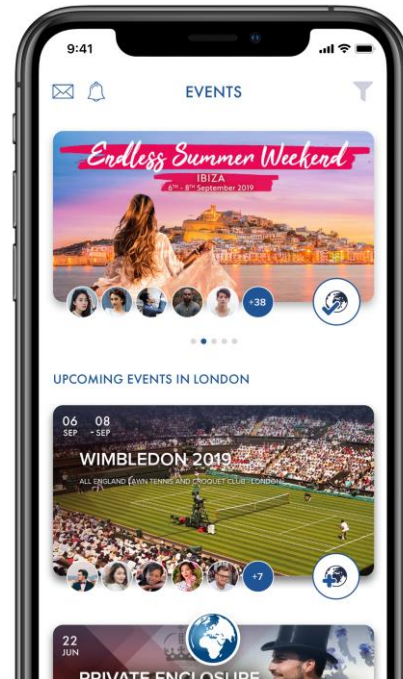 9:41
EVENTS
Endless Summer Weekend
IBIZA
6TH - 8TH September 2019
+38
UPCOMING EVENTS IN LONDON
06 08
SEP - SEP
WIMBLEDON 2019
ALL ENGLAND LAWN TENNIS AND CROQUET CLUB - LONDON
+7
22
JUN
PRIVATE ENCLOSURE